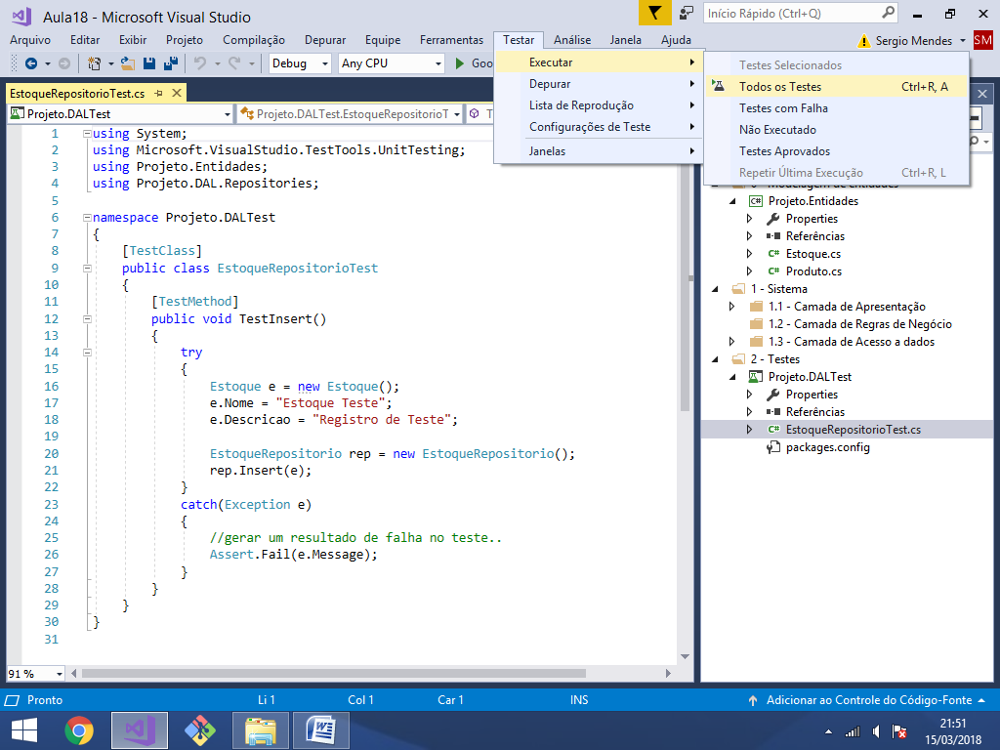 Aula18 - Microsoft Visual Studio
Início Rápido (Ctrl+Q)
Arquivo Editar Exibir Projeto Compilação Depurar Equipe Ferramentas Testar Análise Janela Ajuda
Sergio Mendes
SM
Debug
Any CPU
Goo
Executar
Depurar
Lista de Reprodução
Configurações de Teste
Janelas
Testes Selecionados
Todos os Testes Ctrl+R, A
Testes com Falha
Não Executado
Testes Aprovados
Repetir Última Execução Ctrl+R, L
EstoqueRepositorioTest.cs
Projeto.DALTest
Projeto.DALTest.EstoqueRepositorioT
T
1 using System;
2 using Microsoft.VisualStudio.TestTools.UnitTesting;
3 using Projeto.Entidades;
4 using Projeto.DAL.Repositories;
5
6 namespace Projeto.DALTest
7 {
8 [TestClass]
9 public class EstoqueRepositorioTest
10 {
11 [TestMethod]
12 public void TestInsert()
13 {
14 try
15 {
16 Estoque e = new Estoque();
17 e.Nome = "Estoque Teste";
18 e.Descricao = "Registro de Teste";
19
20 EstoqueRepositorio rep = new EstoqueRepositorio();
21 rep.Insert(e);
22 }
23 catch(Exception e)
24 {
25 //gerar um resultado de falha no teste..
26 Assert.Fail(e.Message);
27 }
28 }
29 }
30 }
31
91 %
Projeto.Entidades
Properties
Referências
Estoque.cs
Produto.cs
1 - Sistema
1.1 - Camada de Apresentação
1.2 - Camada de Regras de Negócio
1.3 - Camada de Acesso a dados
2 - Testes
Projeto.DALTest
Properties
Referências
EstoqueRepositorioTest.cs
packages.config
Pronto
Li 1
Col 1
Car 1
INS
Adicionar ao Controle do Código-Fonte
21:51
15/03/2018